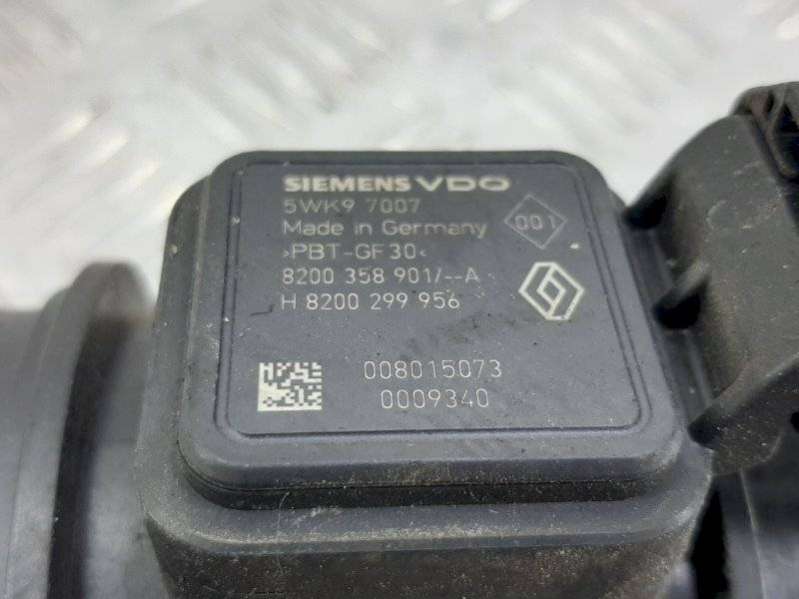 SIEMENS VDO
5WK9 7007
Made in Germany
001
>PBT-GF30<
8200 358 901/--A
H 8200 299 956
008015073
0009340